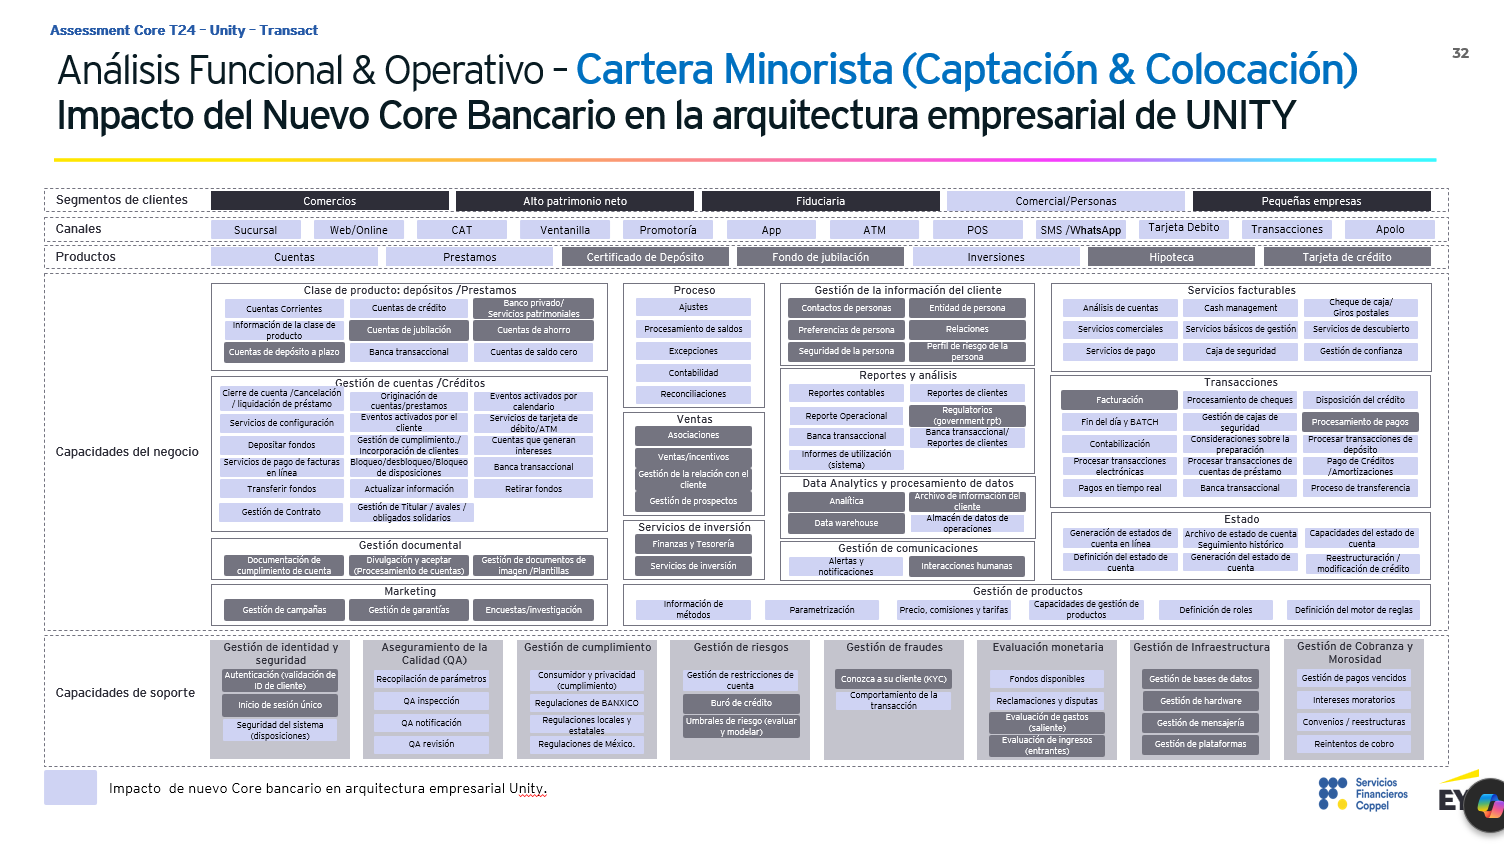 Assessment Core T24 – Unity – Transact
32
Análisis Funcional & Operativo – Cartera Minorista (Captación & Colocación)
Impacto del Nuevo Core Bancario en la arquitectura empresarial de UNITY
Segmentos de clientes
Comercios
Alto patrimonio neto
Fiduciaria
Comercial/Personas
Pequeñas empresas
Canales
Sucursal
Web/Online
CAT
Ventanilla
Promotoría
App
ATM
POS
SMS /WhatsApp
Tarjeta Debito
Transacciones
Apolo
Productos
Cuentas
Prestamos
Certificado de Depósito
Fondo de jubilación
Inversiones
Hipoteca
Tarjeta de crédito
Capacidades del negocio
Clase de producto: depósitos /Prestamos
Cuentas Corrientes
Cuentas de crédito
Banco privado/
Servicios patrimoniales
Información de la clase de
producto
Cuentas de jubilación
Cuentas de ahorro
Cuentas de depósito a plazo
Banca transaccional
Cuentas de saldo cero
Gestión de cuentas /Créditos
Cierre de cuenta /Cancelación
/ liquidación de préstamo
Originación de
cuentas/prestamos
Eventos activados por
calendario
Servicios de configuración
Eventos activados por el
cliente
Servicios de tarjeta de
débito/ATM
Depositar fondos
Gestión de cumplimiento./
Incorporación de clientes
Cuentas que generan
intereses
Servicios de pago de facturas
en línea
Bloqueo/desbloqueo/Bloqueo
de disposiciones
Banca transaccional
Transferir fondos
Actualizar información
Retirar fondos
Gestión de Contrato
Gestión de Titular / avales /
obligados solidarios
Gestión documental
Documentación de
cumplimiento de cuenta
Divulgación y aceptar
(Procesamiento de cuentas)
Gestión de documentos de
imagen /Plantillas
Marketing
Gestión de campañas
Gestión de garantías
Encuestas/investigación
Proceso
Ajustes
Procesamiento de saldos
Excepciones
Contabilidad
Reconciliaciones
Ventas
Asociaciones
Ventas/incentivos
Gestión de la relación con el
cliente
Gestión de prospectos
Servicios de inversión
Finanzas y Tesorería
Servicios de inversión
Gestión de la información del cliente
Contactos de personas
Entidad de persona
Preferencias de persona
Relaciones
Seguridad de la persona
Perfil de riesgo de la
persona
Reportes y análisis
Reportes contables
Reportes de clientes
Reporte Operacional
Regulatorios
(government rpt)
Banca transaccional
Banca transaccional/
Reportes de clientes
Informes de utilización
(sistema)
Data Analytics y procesamiento de datos
Analítica
Archivo de información del
cliente
Data warehouse
Almacén de datos de
operaciones
Gestión de comunicaciones
Alertas y
notificaciones
Interacciones humanas
Servicios facturables
Análisis de cuentas
Cash management
Cheque de caja/
Giros postales
Servicios comerciales
Servicios básicos de gestión
Servicios de descubierto
Servicios de pago
Caja de seguridad
Gestión de confianza
Transacciones
Facturación
Procesamiento de cheques
Disposición del crédito
Fin del día y BATCH
Gestión de cajas de
seguridad
Procesamiento de pagos
Contabilización
Consideraciones sobre la
preparación
Procesar transacciones de
depósito
Procesar transacciones
electrónicas
Procesar transacciones de
cuentas de préstamo
Pago de Créditos
/Amortizaciones
Pagos en tiempo real
Banca transaccional
Proceso de transferencia
Estado
Generación de estados de
cuenta en línea
Archivo de estado de cuenta
Seguimiento histórico
Capacidades del estado de
cuenta
Definición del estado de
cuenta
Generación del estado de
cuenta
Reestructuración /
modificación de crédito
Gestión de productos
Información de
métodos
Parametrización
Precio, comisiones y tarifas
Capacidades de gestión de
productos
Definición de roles
Definición del motor de reglas
Capacidades de soporte
Gestión de identidad y
seguridad
Autenticación (validación de
ID de cliente)
Inicio de sesión único
Seguridad del sistema
(disposiciones)
Aseguramiento de la
Calidad (QA)
Recopilación de parámetros
QA inspección
QA notificación
QA revisión
Gestión de cumplimiento
Consumidor y privacidad
(cumplimiento)
Regulaciones de BANXICO
Regulaciones locales y
estatales
Regulaciones de México.
Gestión de riesgos
Gestión de restricciones de
cuenta
Buró de crédito
Umbrales de riesgo (evaluar
y modelar)
Gestión de fraudes
Conozca a su cliente (KYC)
Comportamiento de la
transacción
Evaluación monetaria
Fondos disponibles
Reclamaciones y disputas
Evaluación de gastos
(saliente)
Evaluación de ingresos
(entrantes)
Gestión de Infraestructura
Gestión de bases de datos
Gestión de hardware
Gestión de mensajería
Gestión de plataformas
Gestión de Cobranza y
Morosidad
Gestión de pagos vencidos
Intereses moratorios
Convenios / reestructuras
Reintentos de cobro
Impacto de nuevo Core bancario en arquitectura empresarial Unity.
Servicios
Financieros
Coppel
EY